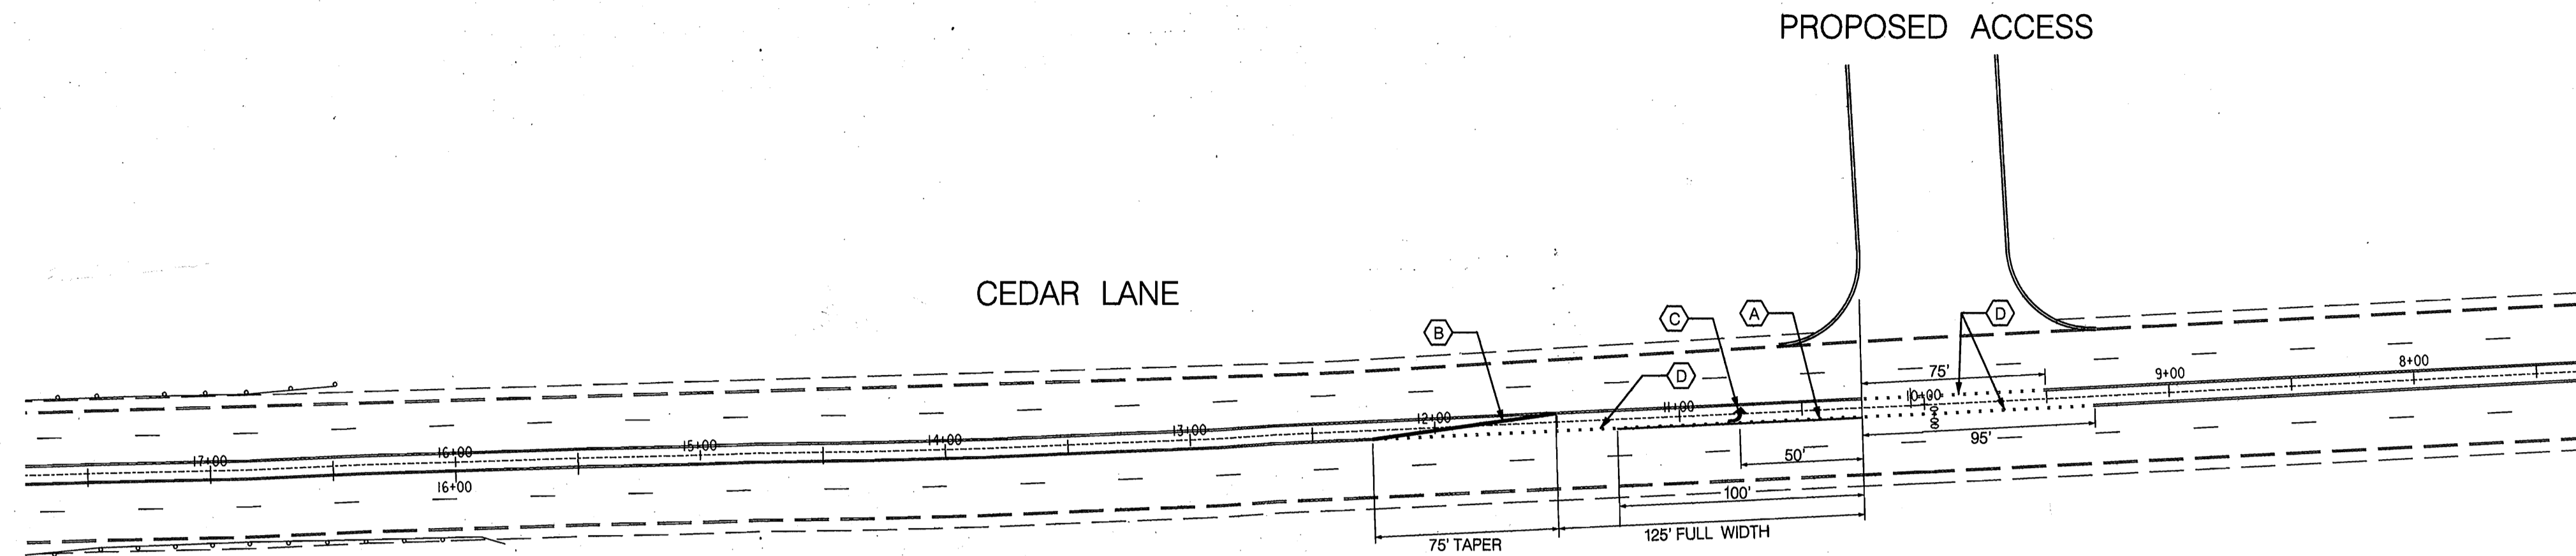 PROPOSED ACCESS
CEDAR LANE
B
C
A
D
D
75'
8+00
9+00
10+00
11+00
12+00
13+00
14+00
15+00
16+00
17+00
16+00
95'
50'
100'
125' FULL WIDTH
75' TAPER